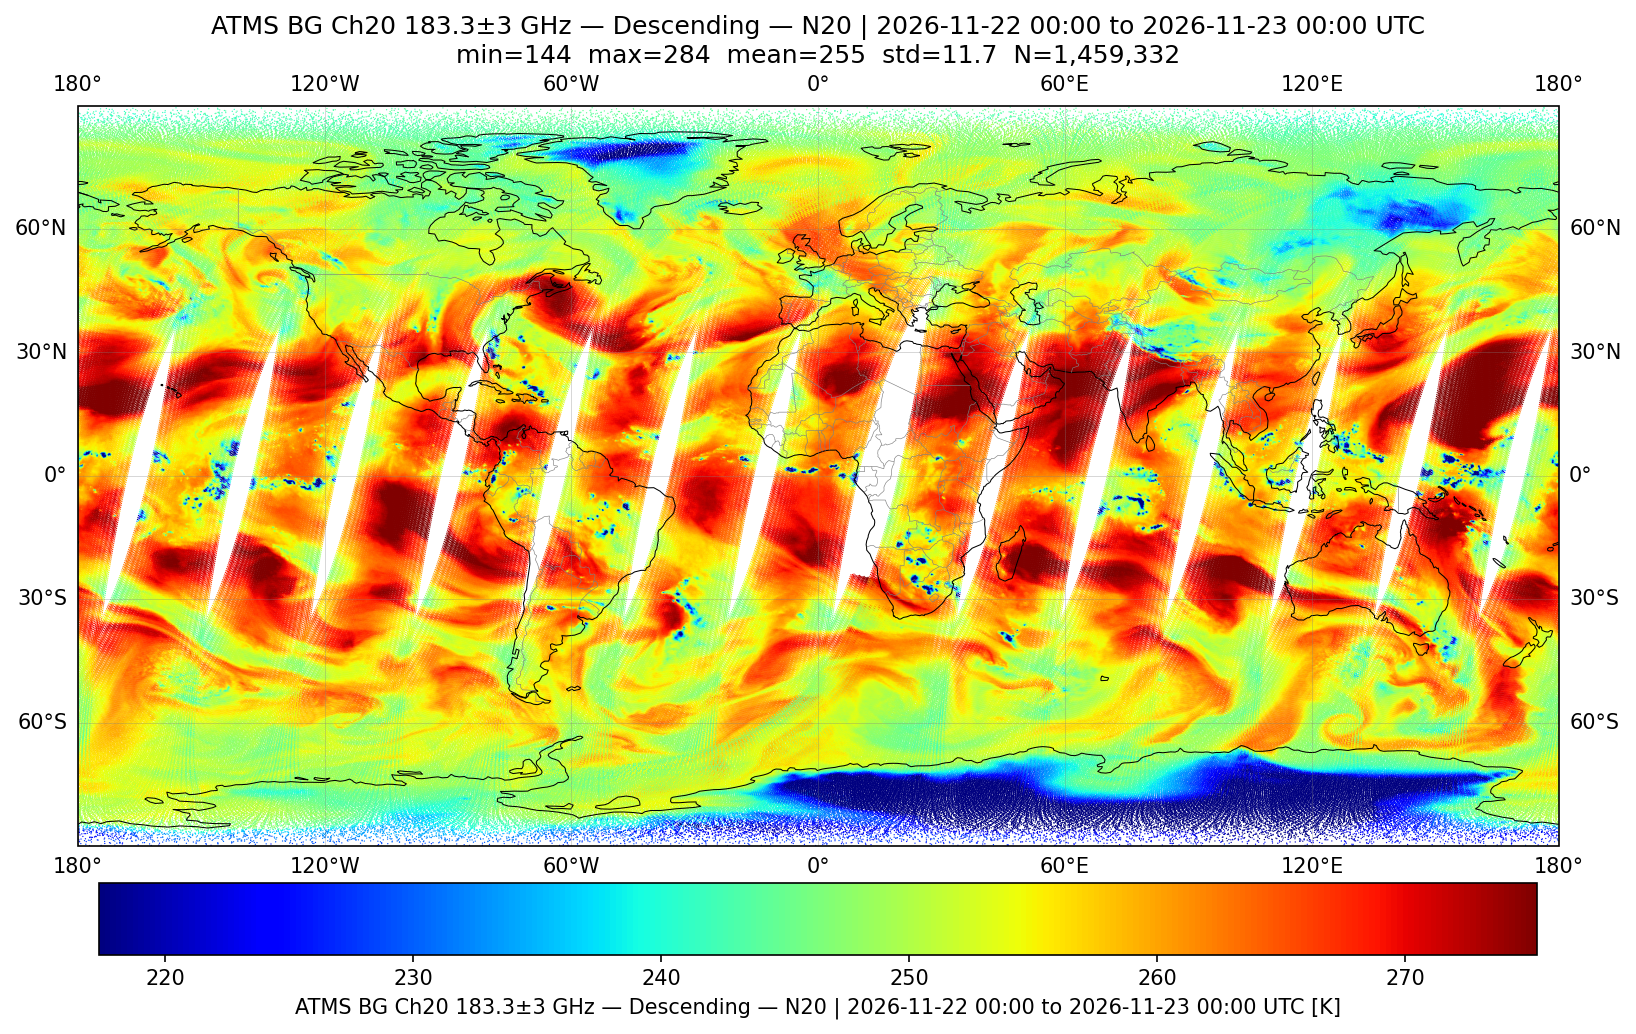 ATMS BG Ch20 183.3±3 GHz — Descending — N20 | 2026-11-22 00:00 to 2026-11-23 00:00 UTC
min=144 max=284 mean=255 std=11.7 N=1,459,332
180° 120°W 60°W 0° 60°E 120°E 180°
60°N 60°N
30°N 30°N
0° 0°
30°S 30°S
60°S 60°S
180° 120°W 60°W 0° 60°E 120°E 180°
220 230 240 250 260 270
ATMS BG Ch20 183.3±3 GHz — Descending — N20 | 2026-11-22 00:00 to 2026-11-23 00:00 UTC [K]